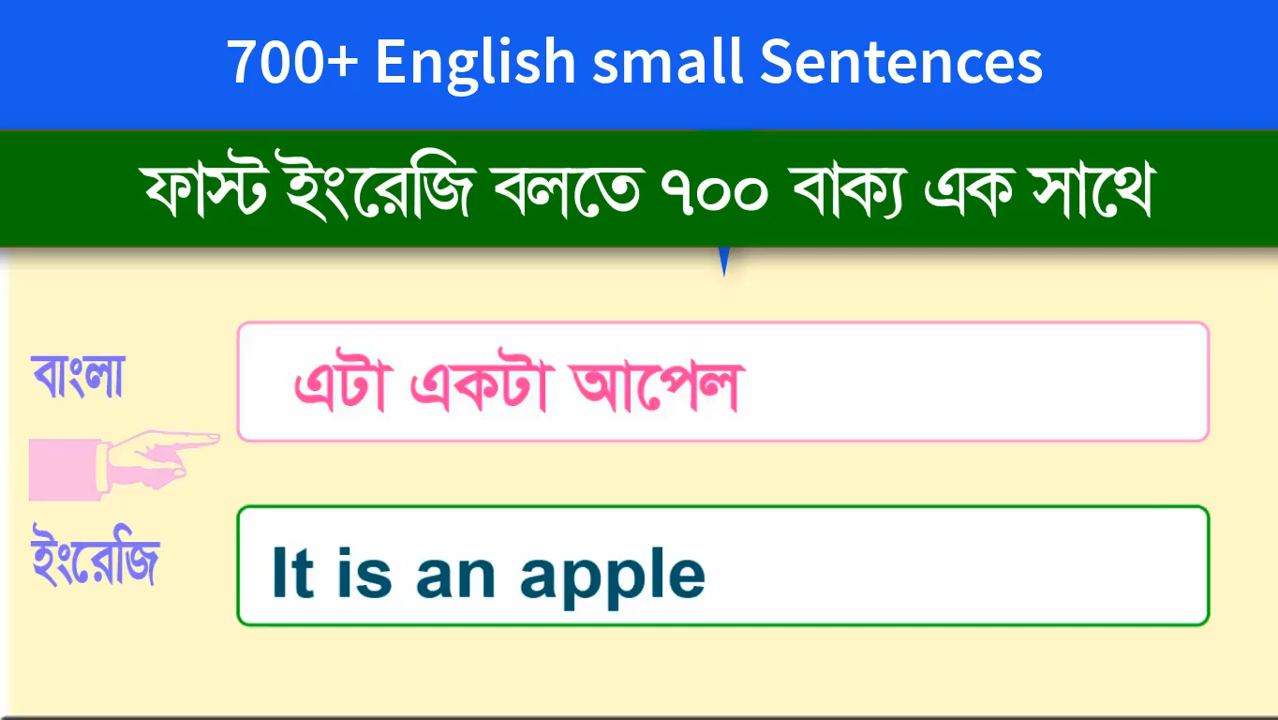 700+ English small Sentences
ফাস্ট ইংরেজি বলতে ৭০০ বাক্য এক সাথে
বাংলা
এটা একটা আপেল
ইংরেজি
It is an apple